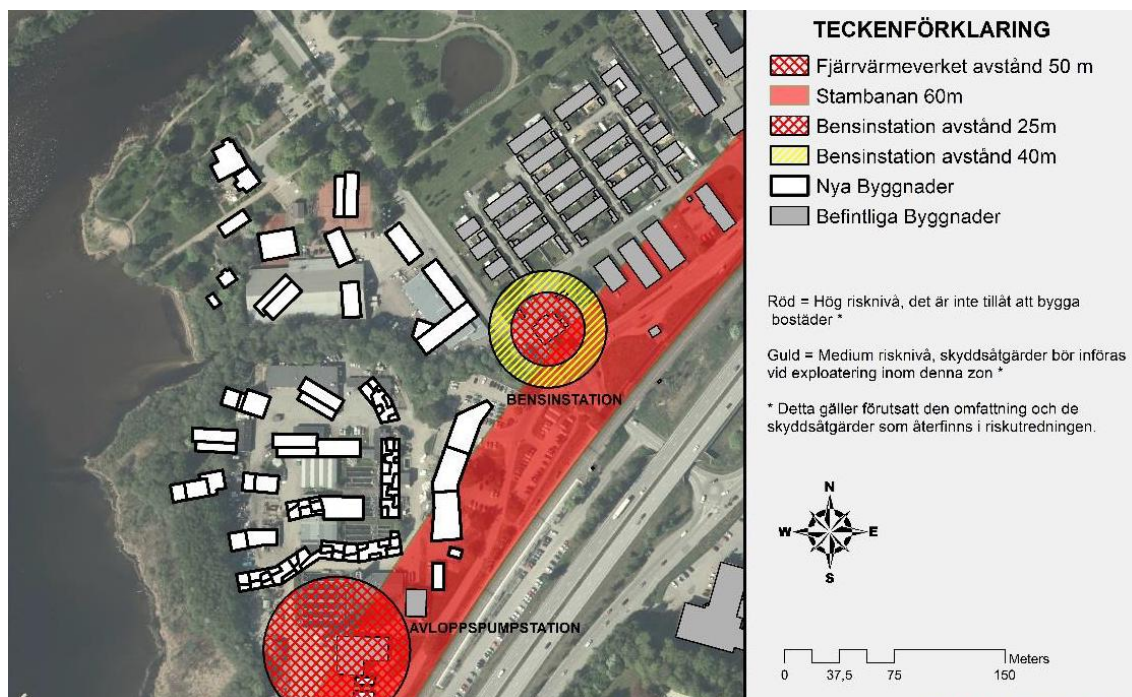 BENSINSTATION
AVLOPPSPUMPSTATION
TECKENFÖRKLARING
Fjärrvärmeverket avstånd 50 m
Stambanan 60m
Bensinstation avstånd 25m
Bensinstation avstånd 40m
Nya Byggnader
Befintliga Byggnader
Röd = Hög risknivå, det är inte tillåt att bygga
bostäder *
Guld = Medium risknivå, skyddsåtgärder bör införas
vid exploatering inom denna zon *
* Detta gäller förutsatt den omfattning och de
skyddsåtgärder som återfinns i riskutredningen.
N
W E
S
Meters
0 37,5 75 150